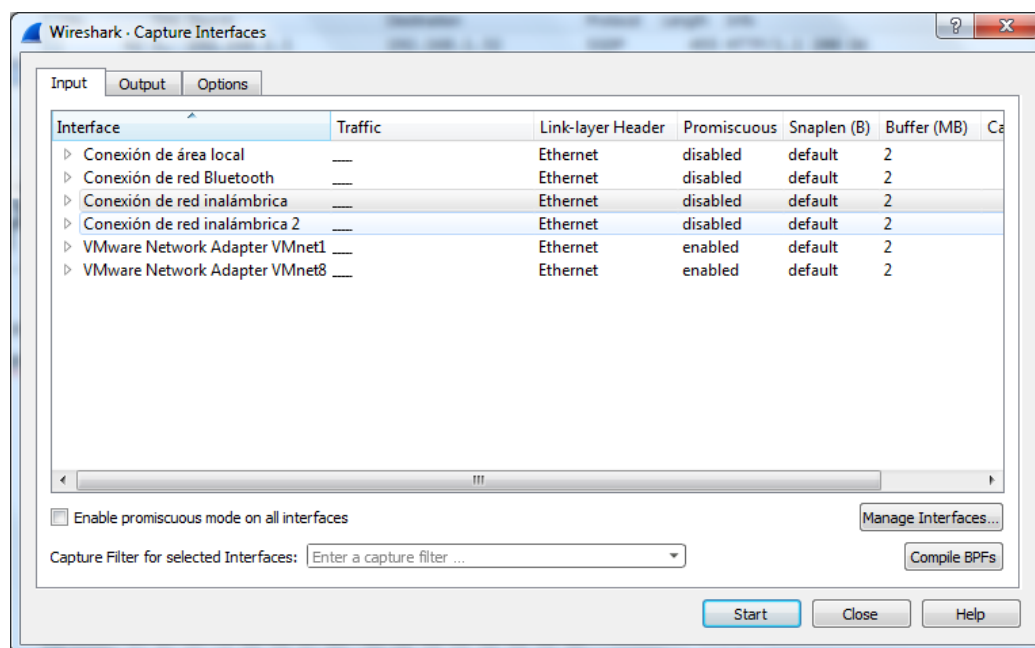 Wireshark · Capture Interfaces
Input Output Options
Interface Traffic Link-layer Header Promiscuous Snaplen (B) Buffer (MB) Ca
Conexión de área local Ethernet disabled default 2
Conexión de red Bluetooth Ethernet disabled default 2
Conexión de red inalámbrica Ethernet disabled default 2
Conexión de red inalámbrica 2 Ethernet disabled default 2
VMware Network Adapter VMnet1 Ethernet enabled default 2
VMware Network Adapter VMnet8 Ethernet enabled default 2
Enable promiscuous mode on all interfaces Manage Interfaces...
Capture Filter for selected Interfaces: Enter a capture filter ... Compile BPFs
Start Close Help